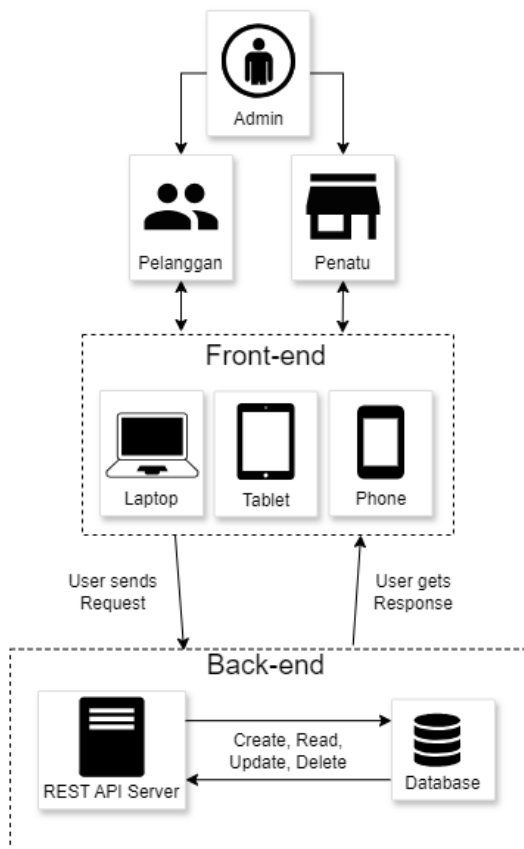 Admin
Pelanggan
Penatu
Front-end
Laptop
Tablet
Phone
User sends
Request
User gets
Response
Back-end
REST API Server
Create, Read,
Update, Delete
Database